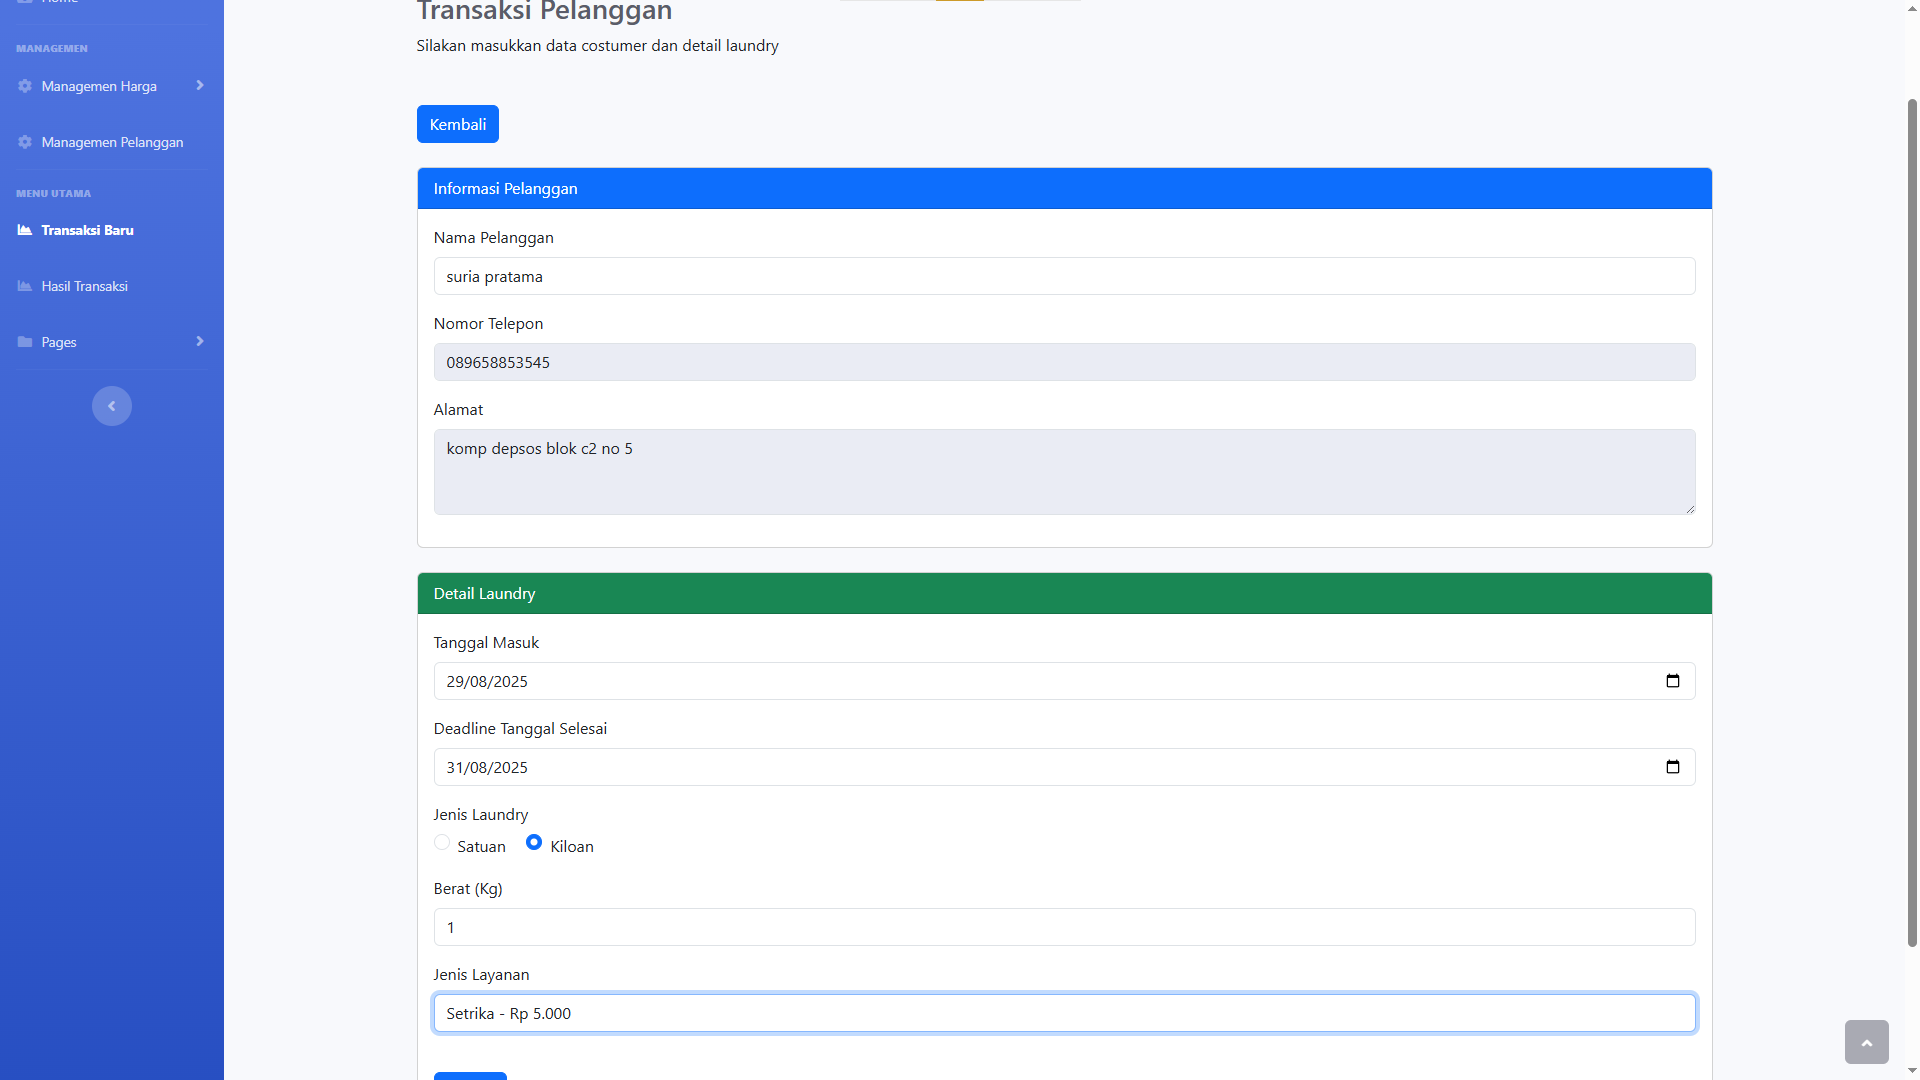 Home
MANAGEMEN
Managemen Harga
Managemen Pelanggan
MENU UTAMA
Transaksi Baru
Hasil Transaksi
Pages
Transaksi Pelanggan
Silakan masukkan data costumer dan detail laundry
Kembali
Informasi Pelanggan
Nama Pelanggan
suria pratama
Nomor Telepon
089658853545
Alamat
komp depsos blok c2 no 5
Detail Laundry
Tanggal Masuk
29/08/2025
Deadline Tanggal Selesai
31/08/2025
Jenis Laundry
Satuan Kiloan
Berat (Kg)
1
Jenis Layanan
Setrika - Rp 5.000